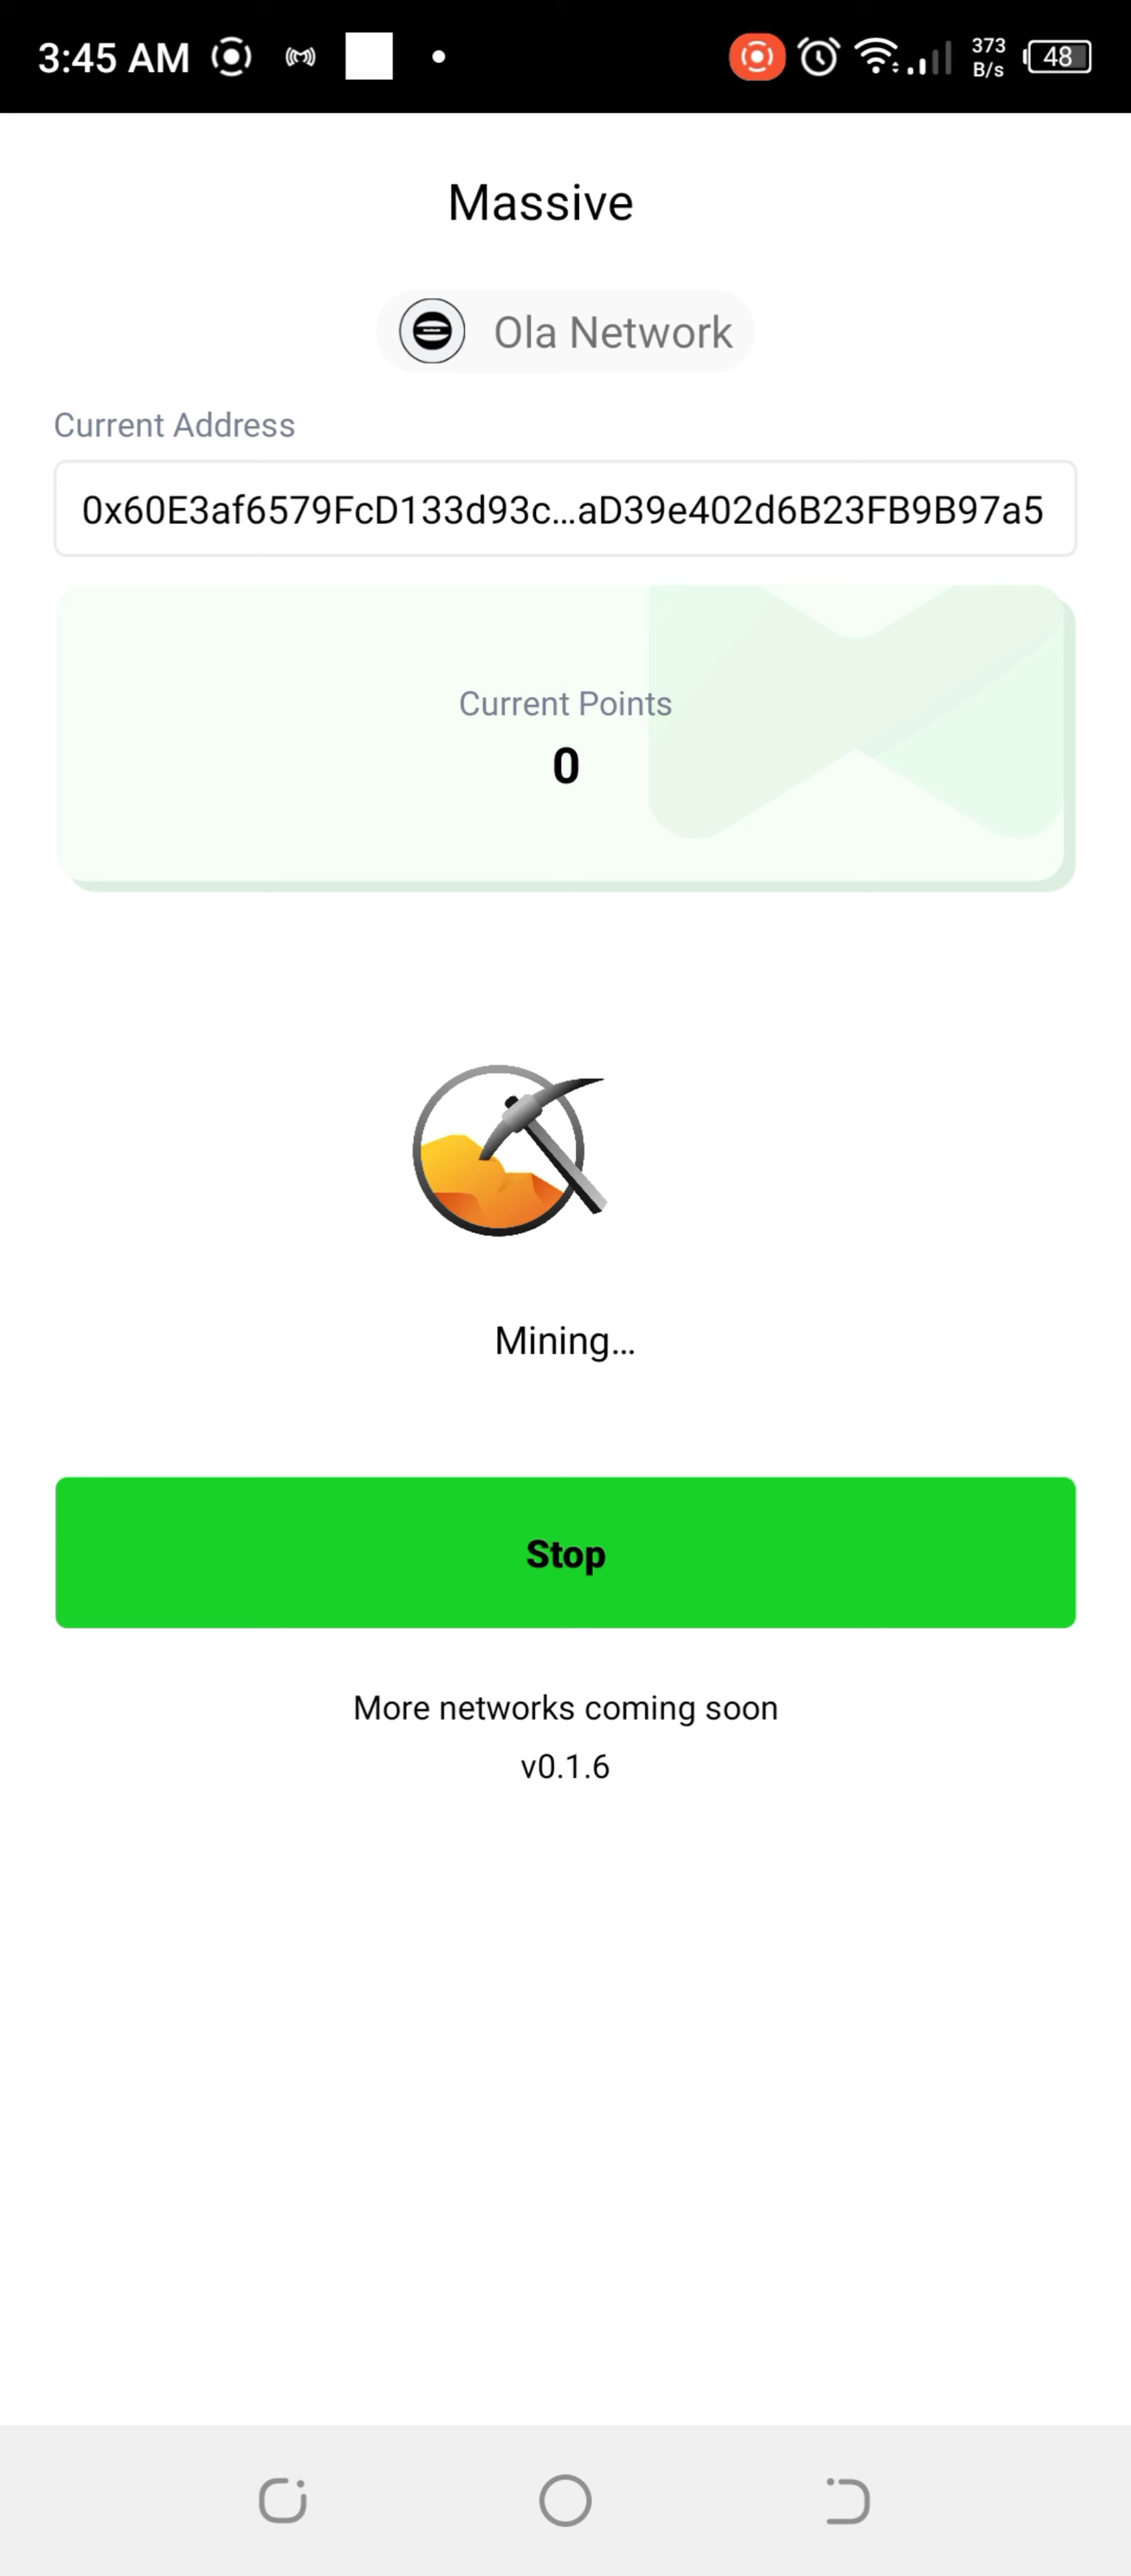 3:45 AM
373
B/s
48
Massive
Ola Network
Current Address
0x60E3af6579FcD133d93c...aD39e402d6B23FB9B97a5
Current Points
0
Mining...
Stop
More networks coming soon
v0.1.6